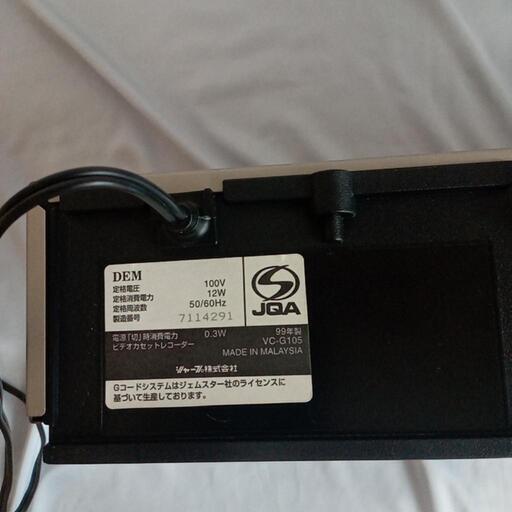 DEM
定格電圧 100V
定格消費電力 12W
定格周波数 50/60Hz
製造番号 7114291
JQA
電源「切」時消費電力 0.3W
ビデオカセットレコーダー
99年製
VC-G105
MADE IN MALAYSIA
シャープ株式会社
Gコードシステムはジェムスター社のライセンスに
基づいて生産しております。